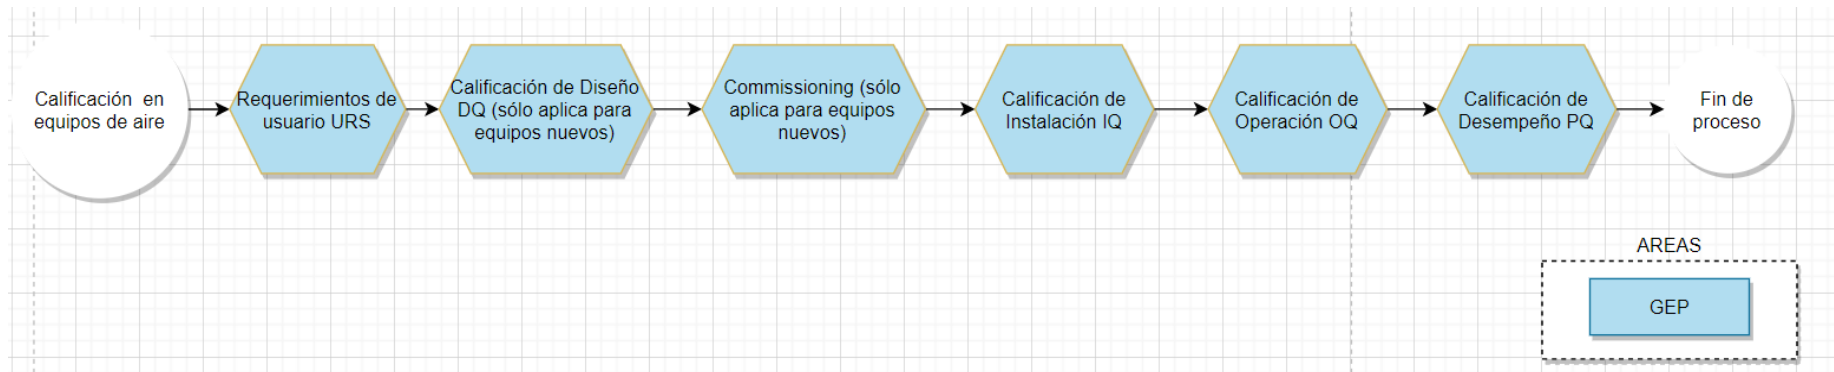 Calificación en
equipos de aire
Requerimientos de
usuario URS
Calificación de Diseño
DQ (sólo aplica para
equipos nuevos)
Commissioning (sólo
aplica para equipos
nuevos)
Calificación de
Instalación IQ
Calificación de
Operación OQ
Calificación de
Desempeño PQ
Fin de
proceso
AREAS
GEP